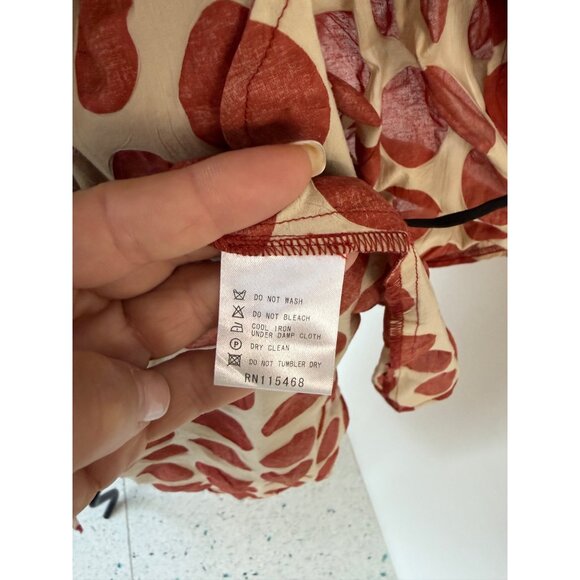 DO NOT WASH
DO NOT BLEACH
COOL IRON
UNDER DAMP CLOTH
P DRY CLEAN
DO NOT TUMBLER DRY
RN115468